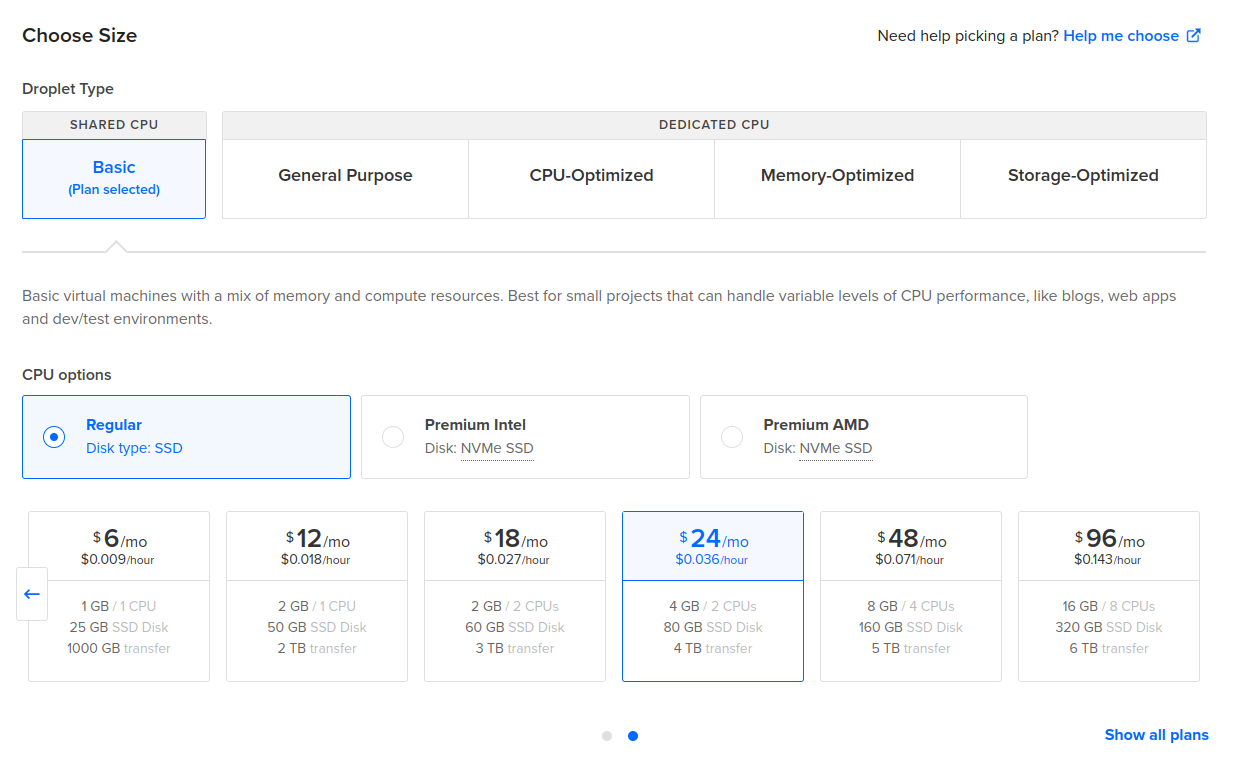 Choose Size
Need help picking a plan? Help me choose
Droplet Type
SHARED CPU
DEDICATED CPU
Basic
(Plan selected)
General Purpose
CPU-Optimized
Memory-Optimized
Storage-Optimized
Basic virtual machines with a mix of memory and compute resources. Best for small projects that can handle variable levels of CPU performance, like blogs, web apps
and dev/test environments.
CPU options
Regular
Disk type: SSD
Premium Intel
Disk: NVMe SSD
Premium AMD
Disk: NVMe SSD
$6/mo
$0.009/hour
1 GB / 1 CPU
25 GB SSD Disk
1000 GB transfer
$12/mo
$0.018/hour
2 GB / 1 CPU
50 GB SSD Disk
2 TB transfer
$18/mo
$0.027/hour
2 GB / 2 CPUs
60 GB SSD Disk
3 TB transfer
$24/mo
$0.036/hour
4 GB / 2 CPUs
80 GB SSD Disk
4 TB transfer
$48/mo
$0.071/hour
8 GB / 4 CPUs
160 GB SSD Disk
5 TB transfer
$96/mo
$0.143/hour
16 GB / 8 CPUs
320 GB SSD Disk
6 TB transfer
Show all plans